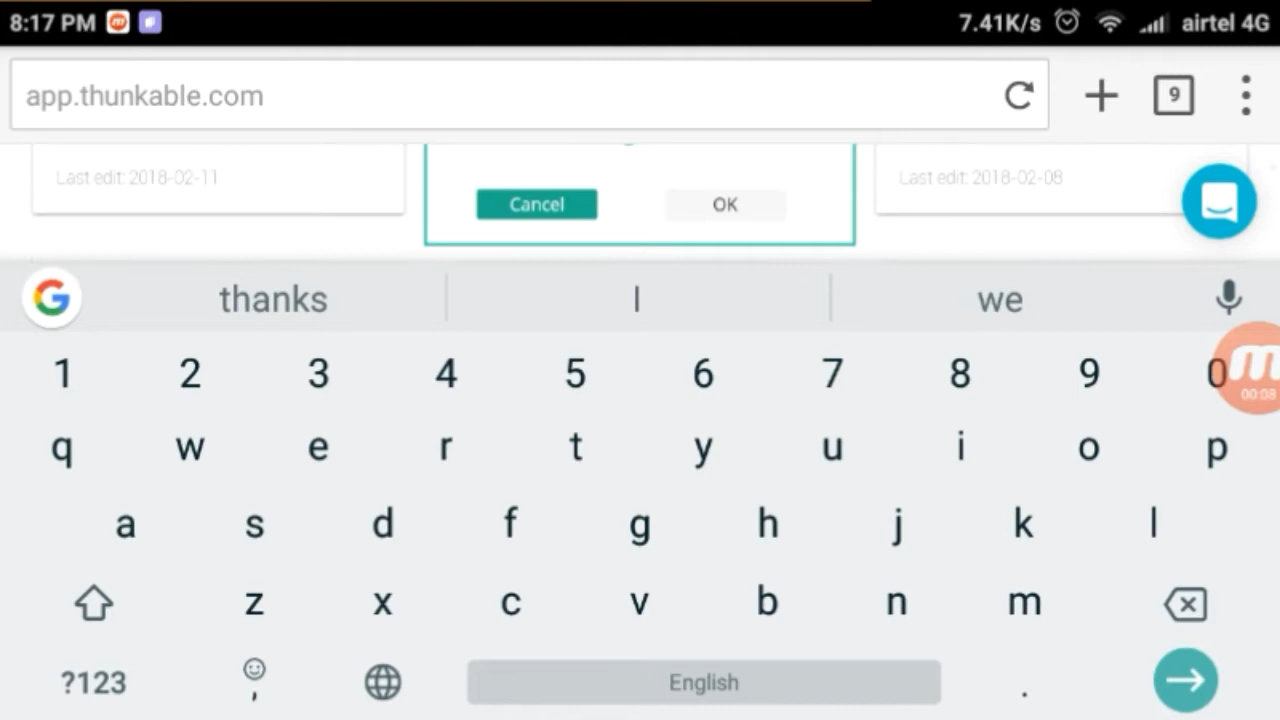 8:17 PM 7.41K/s airtel 4G
app.thunkable.com 9
Last edit: 2018-02-11 Cancel OK Last edit: 2018-02-08
thanks I we
1 2 3 4 5 6 7 8 9 0
00:08
q w e r t y u i o p
a s d f g h j k l
z x c v b n m
?123 , English .